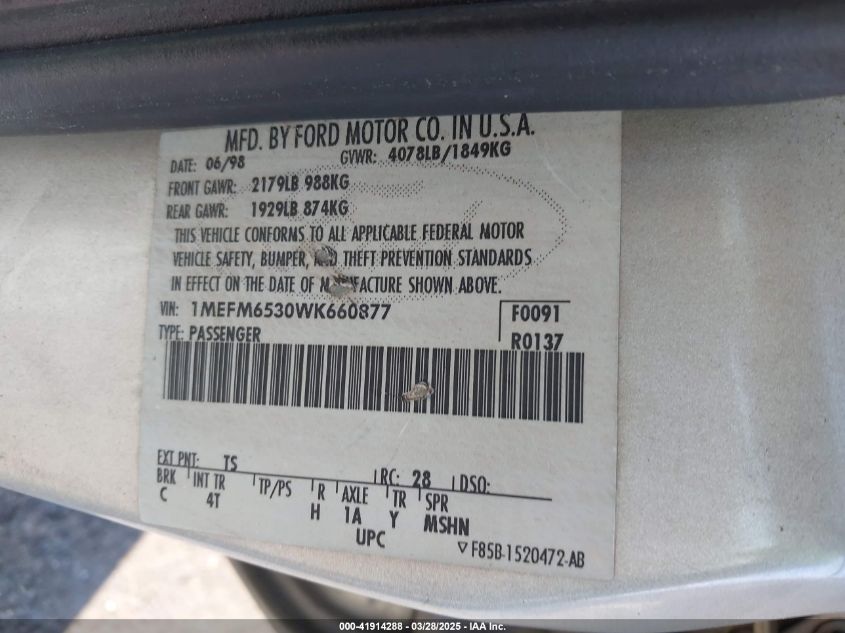 MFD. BY FORD MOTOR CO. IN U.S.A.
DATE: 06/98 GVWR: 4078LB/1849KG
FRONT GAWR: 2179LB 988KG
REAR GAWR: 1929LB 874KG
THIS VEHICLE CONFORMS TO ALL APPLICABLE FEDERAL MOTOR
VEHICLE SAFETY, BUMPER, AND THEFT PREVENTION STANDARDS
IN EFFECT ON THE DATE OF MANUFACTURE SHOWN ABOVE.
VIN: 1MEFM6530WK660877 F0091
TYPE: PASSENGER R0137
EXT PNT: TS RC: 28 DSO:
BRK INT TR TP/PS R AXLE TR SPR
C 4T H 1A Y MSHN
UPC
▽ F85B-1520472-AB
000-41914288 — 03/28/2025 — IAA Inc.